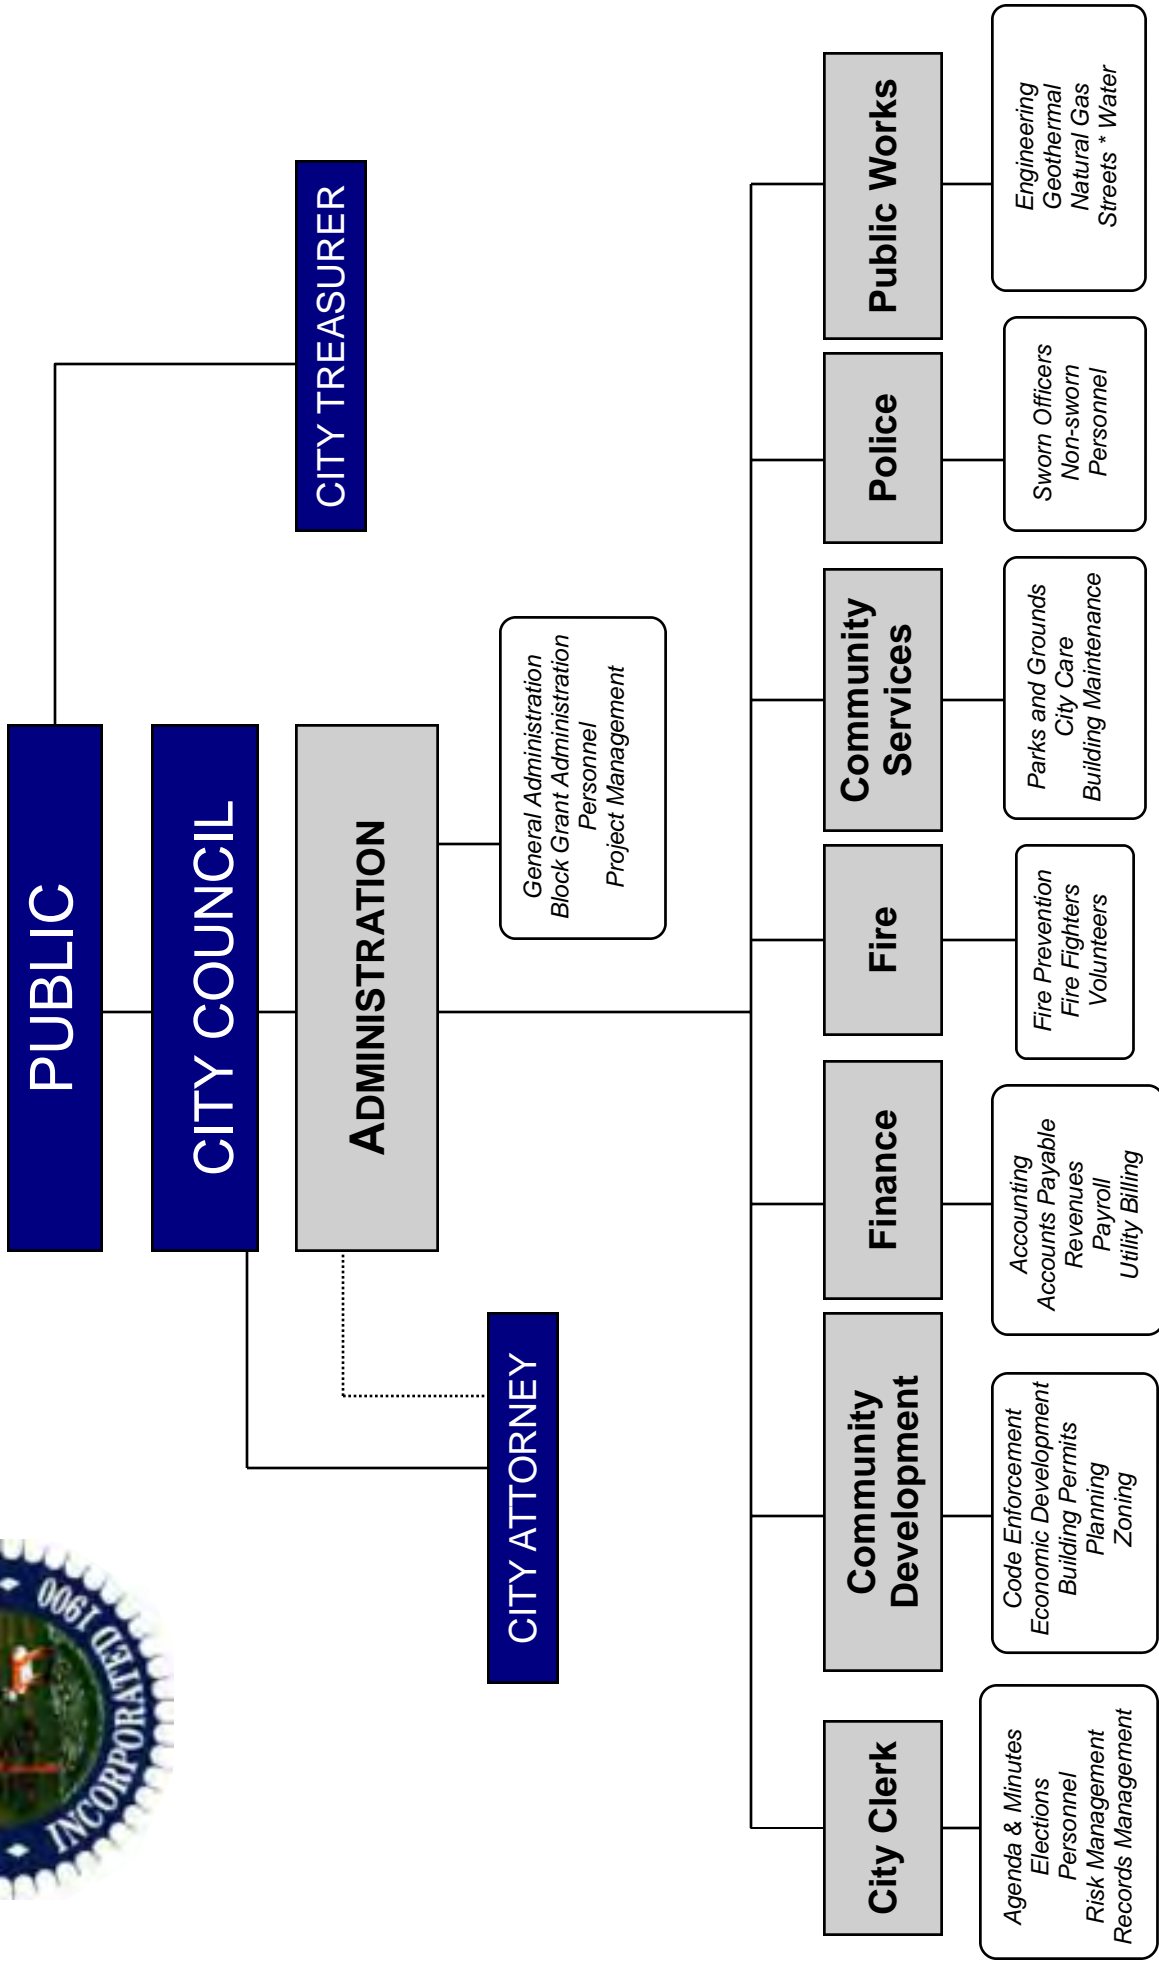 INCORPORATED 1900
PUBLIC
CITY COUNCIL
CITY TREASURER
ADMINISTRATION
CITY ATTORNEY
General Administration
Block Grant Administration
Personnel
Project Management
City Clerk
Community
Development
Finance
Fire
Community
Services
Police
Public Works
Agenda & Minutes
Elections
Personnel
Risk Management
Records Management
Code Enforcement
Economic Development
Building Permits
Planning
Zoning
Accounting
Accounts Payable
Revenues
Payroll
Utility Billing
Fire Prevention
Fire Fighters
Volunteers
Parks and Grounds
City Care
Building Maintenance
Sworn Officers
Non-sworn
Personnel
Engineering
Geothermal
Natural Gas
Streets * Water